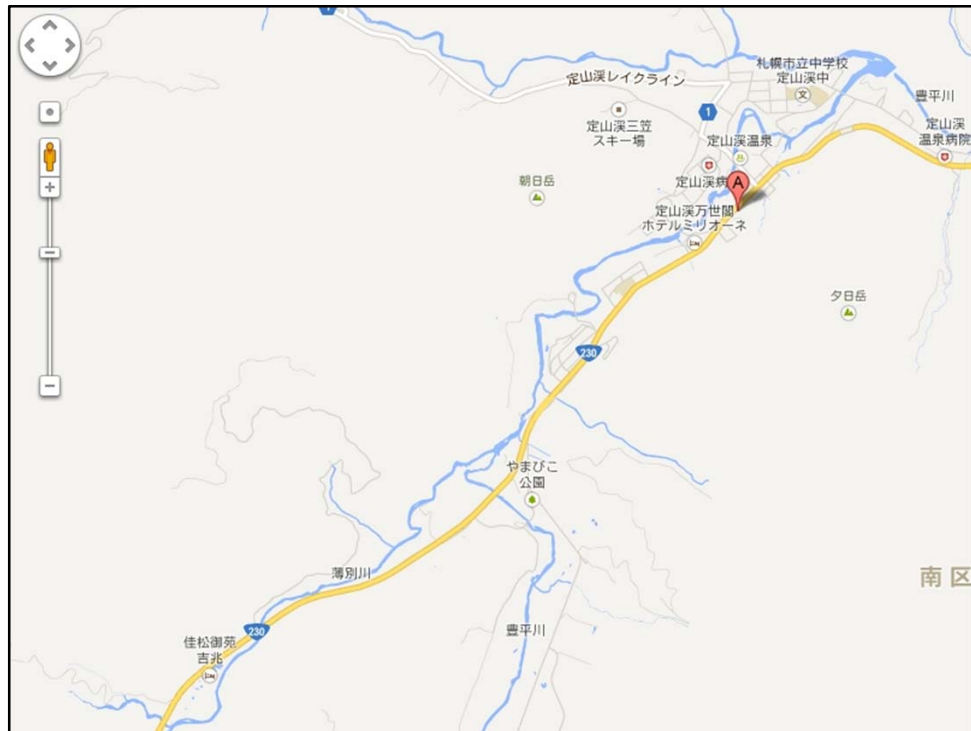 1
札幌市立中学校
定山渓中
定山渓レイクライン
豊平川
1
定山渓三笠
スキー場
定山渓温泉
定山渓
温泉病院
定山渓病
A
朝日岳
定山渓万世閣
ホテルミリオーネ
夕日岳
230
やまびこ
公園
薄別川
南区
230
豊平川
佳松御苑
吉兆